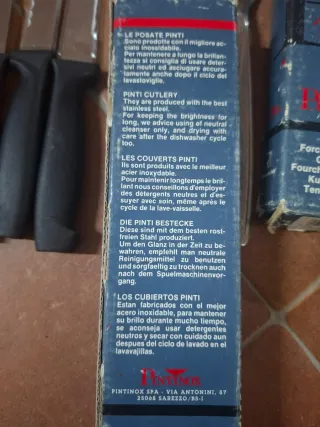 LE POSATE PINTI
Sono prodotte con il migliore ac-
ciaio inossidabile.
Per mantenere a lungo la brillan-
tezza si consiglia di usare deter-
sivi neutri ed asciugare accura-
tamente anche dopo il ciclo del
lavastoviglie.
PINTI CUTLERY
They are produced with the best
stainless steel.
For keeping the brightness for
long, we advice using of neutral
cleanser only, and drying with
care after the dishwasher cycle
too.
LES COUVERTS PINTI
Ils sont produits avec le meilleur
acier inoxydable.
Pour maintenir longtemps le bril-
lant nous conseillons d'employer
des détergents neutres et d'es-
suyer avec soin, même après le
cycle de la lave-vaisselle.
DIE PINTI BESTECKE
Diese sind mit dem besten rost-
freien Stahl produziert.
Um den Glanz in der Zeit zu be-
wahren, empfiehlt man neutrale
Reinigungsmittel zu benutzen
und sorgfaeltig zu trocknen auch
nach dem Spuelmaschinenvor-
gang.
LOS CUBIERTOS PINTI
Estan fabricados con el mejor
acero inoxidable, para mantener
su brillo durante mucho tiempo,
se aconseja usar detergentes
neutros y secar con cuidado aun
despues del ciclo de lavado en el
lavavajillas.
PINTINOX
PINTINOX SPA - VIA ANTONINI, 87
25068 SAREZZO/BS-I
Forc
Fourch